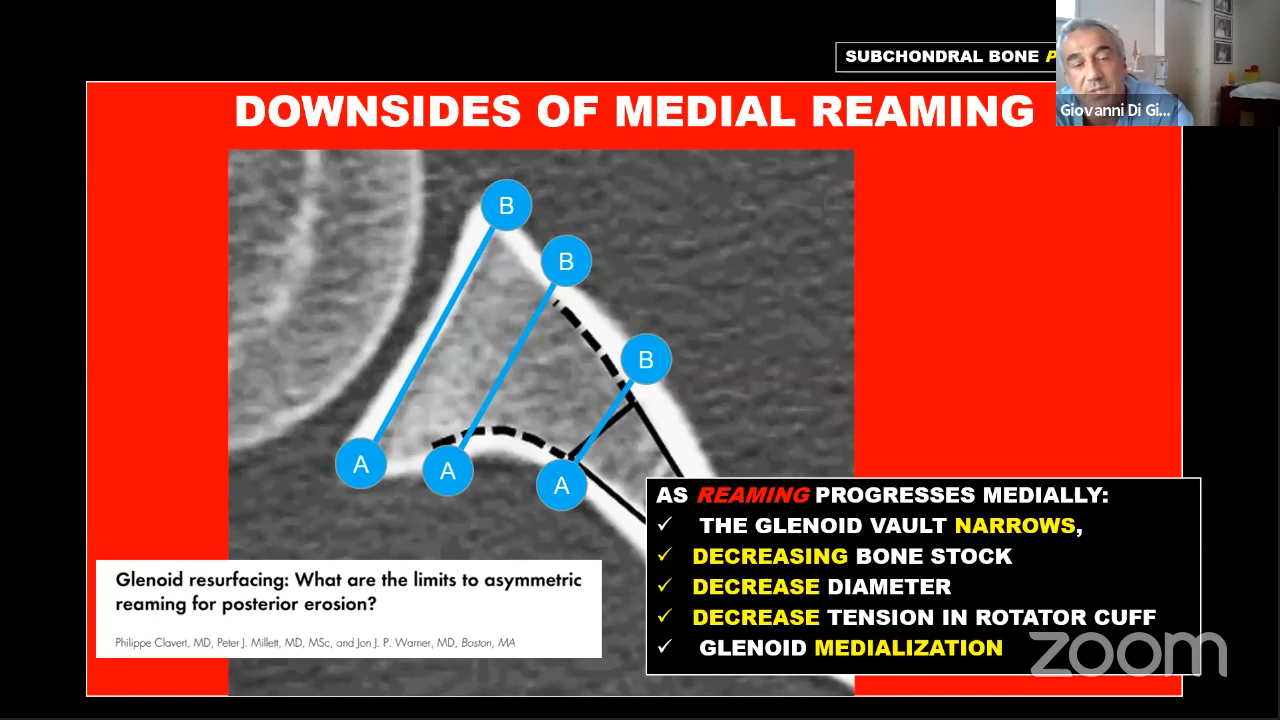 SUBCHONDRAL BONE P
Giovanni Di Gi...
DOWNSIDES OF MEDIAL REAMING
B
B
B
A
A
A
AS REAMING PROGRESSES MEDIALLY:
✓ THE GLENOID VAULT NARROWS,
✓ DECREASING BONE STOCK
✓ DECREASE DIAMETER
✓ DECREASE TENSION IN ROTATOR CUFF
✓ GLENOID MEDIALIZATION
Glenoid resurfacing: What are the limits to asymmetric
reaming for posterior erosion?
Philippe Clavert, MD, Peter J. Millett, MD, MSc, and Jon J. P. Warner, MD, Boston, MA
zoom